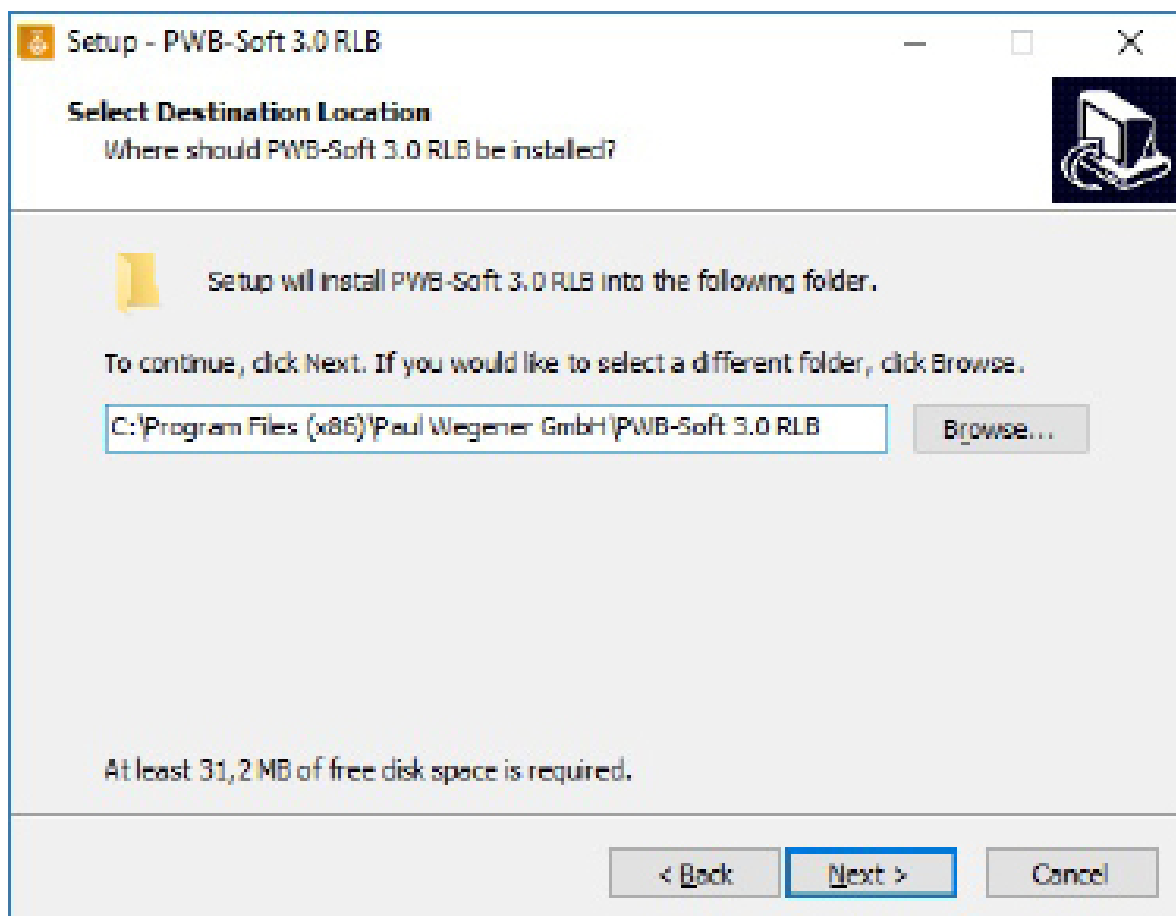 Setup - PWB-Soft 3.0 RLB
Select Destination Location
Where should PWB-Soft 3.0 RLB be installed?
Setup will install PWB-Soft 3.0 RLB into the following folder.
To continue, click Next. If you would like to select a different folder, click Browse.
C:\Program Files (x86)\Paul Wegener GmbH\PWB-Soft 3.0 RLB
Browse...
At least 31,2 MB of free disk space is required.
< Back
Next >
Cancel